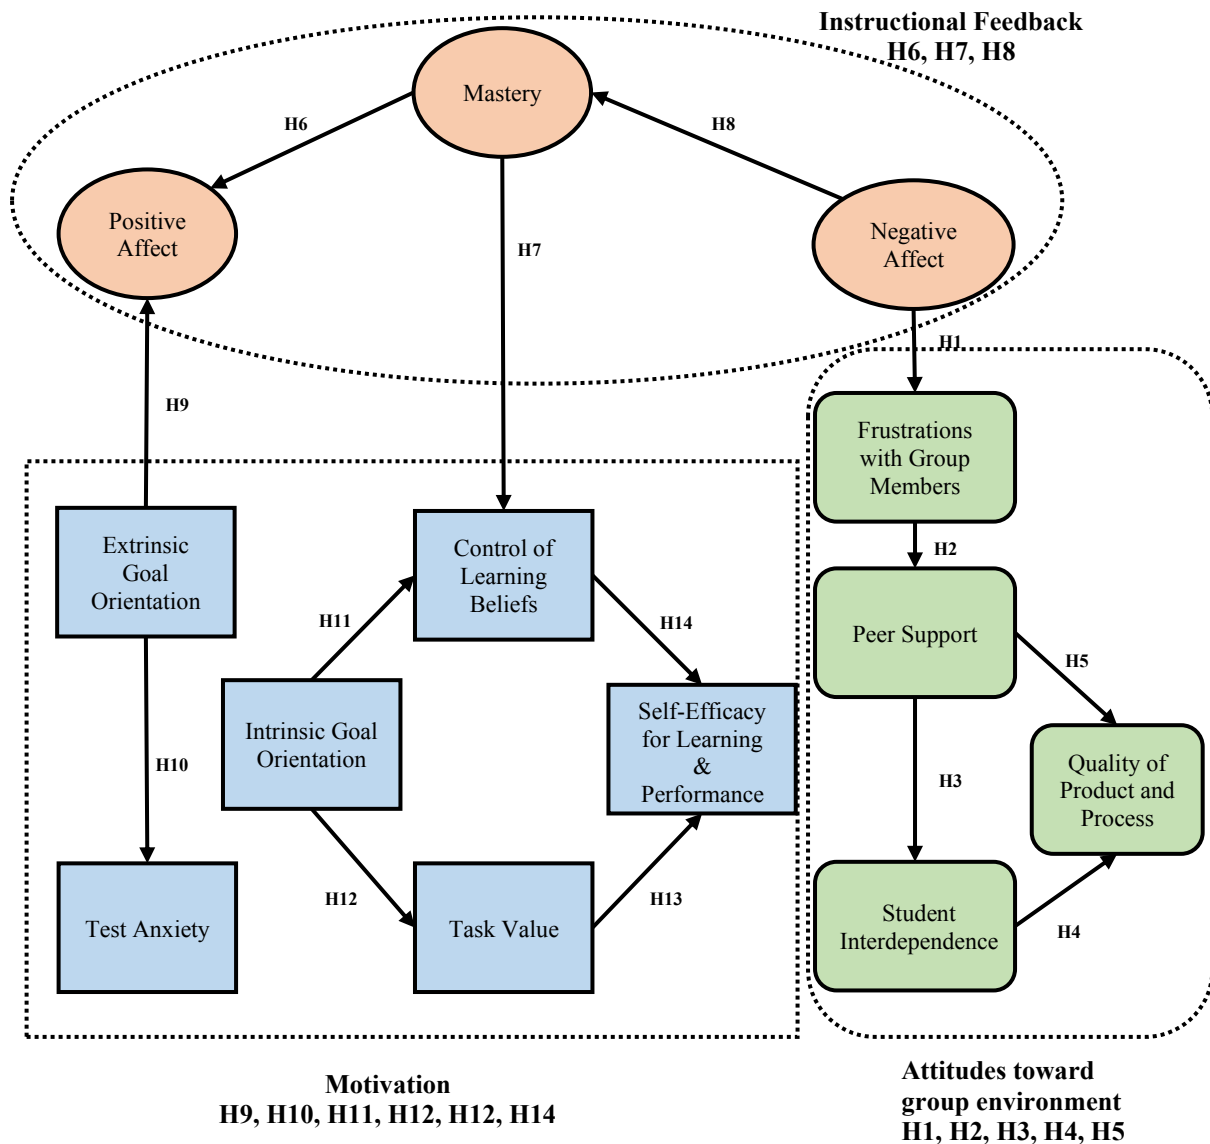 Instructional Feedback
H6, H7, H8
Mastery
H6
H8
Positive
Affect
H7
Negative
Affect
H1
H9
Frustrations
with Group
Members
Extrinsic
Goal
Orientation
Control of
Learning
Beliefs
H2
H11
H14
Peer Support
H5
Intrinsic Goal
Orientation
Self-Efficacy
for Learning
&
Performance
H10
H3
Quality of
Product and
Process
H12
H13
Test Anxiety
Task Value
Student
Interdependence
H4
Motivation
H9, H10, H11, H12, H12, H14
Attitudes toward
group environment
H1, H2, H3, H4, H5